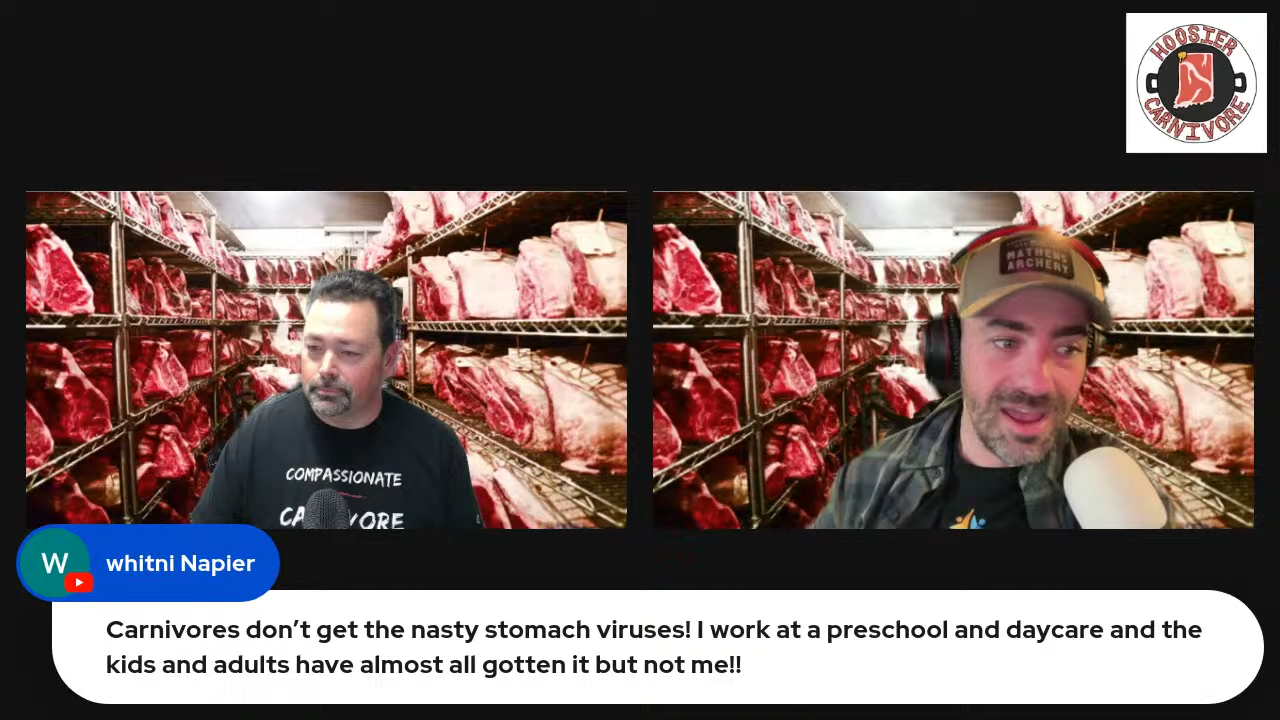 HOOSIER
CARNIVORE
MATHEWS
ARCHERY
COMPASSIONATE
W
whitni Napier
Carnivores don’t get the nasty stomach viruses! I work at a preschool and daycare and the
kids and adults have almost all gotten it but not me!!